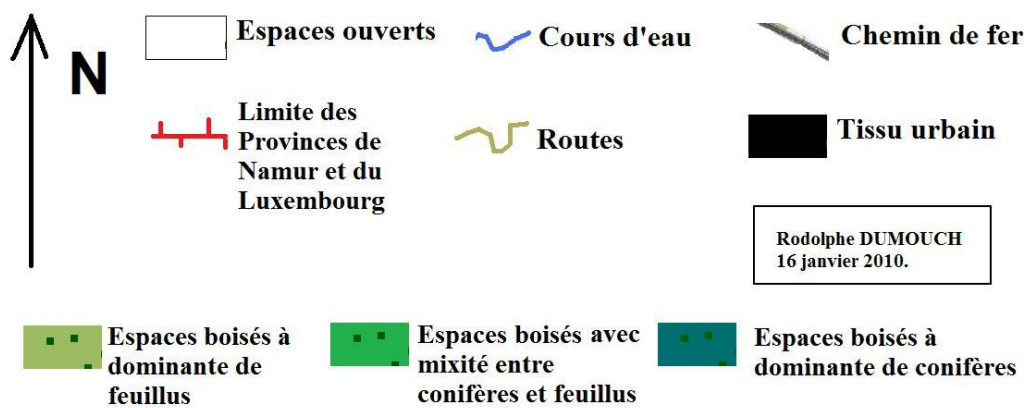 N
Espaces ouverts
Cours d'eau
Chemin de fer
Limite des
Provinces de
Namur et du
Luxembourg
Routes
Tissu urbain
Rodolphe DUMOUCH
16 janvier 2010.
Espaces boisés à
dominante de
feuillus
Espaces boisés avec
mixité entre
conifères et feuillus
Espaces boisés à
dominante de conifères